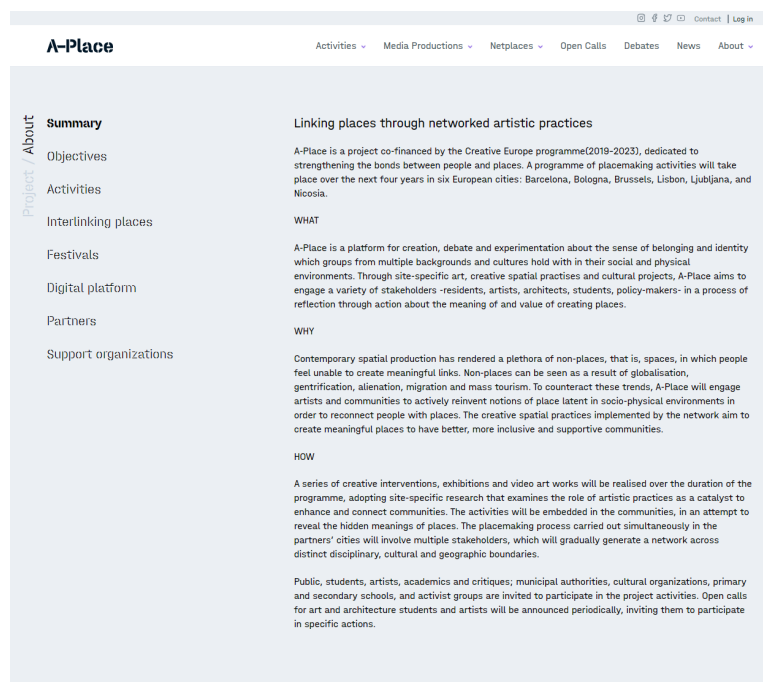 Contact | Log in
A-Place
Activities
Media Productions
Netplaces
Open Calls
Debates
News
About
Project / About
Summary
Objectives
Activities
Interlinking places
Festivals
Digital platform
Partners
Support organizations
Linking places through networked artistic practices
A-Place is a project co-financed by the Creative Europe programme(2019-2023), dedicated to
strengthening the bonds between people and places. A programme of placemaking activities will take
place over the next four years in six European cities: Barcelona, Bologna, Brussels, Lisbon, Ljubljana, and
Nicosia.
WHAT
A-Place is a platform for creation, debate and experimentation about the sense of belonging and identity
which groups from multiple backgrounds and cultures hold with in their social and physical
environments. Through site-specific art, creative spatial practises and cultural projects, A-Place aims to
engage a variety of stakeholders -residents, artists, architects, students, policy-makers- in a process of
reflection through action about the meaning of and value of creating places.
WHY
Contemporary spatial production has rendered a plethora of non-places, that is, spaces, in which people
feel unable to create meaningful links. Non-places can be seen as a result of globalisation,
gentrification, alienation, migration and mass tourism. To counteract these trends, A-Place will engage
artists and communities to actively reinvent notions of place latent in socio-physical environments in
order to reconnect people with places. The creative spatial practices implemented by the network aim to
create meaningful places to have better, more inclusive and supportive communities.
HOW
A series of creative interventions, exhibitions and video art works will be realised over the duration of the
programme, adopting site-specific research that examines the role of artistic practices as a catalyst to
enhance and connect communities. The activities will be embedded in the communities, in an attempt to
reveal the hidden meanings of places. The placemaking process carried out simultaneously in the
partners' cities will involve multiple stakeholders, which will gradually generate a network across
distinct disciplinary, cultural and geographic boundaries.
Public, students, artists, academics and critiques; municipal authorities, cultural organizations, primary
and secondary schools, and activist groups are invited to participate in the project activities. Open calls
for art and architecture students and artists will be announced periodically, inviting them to participate
in specific actions.